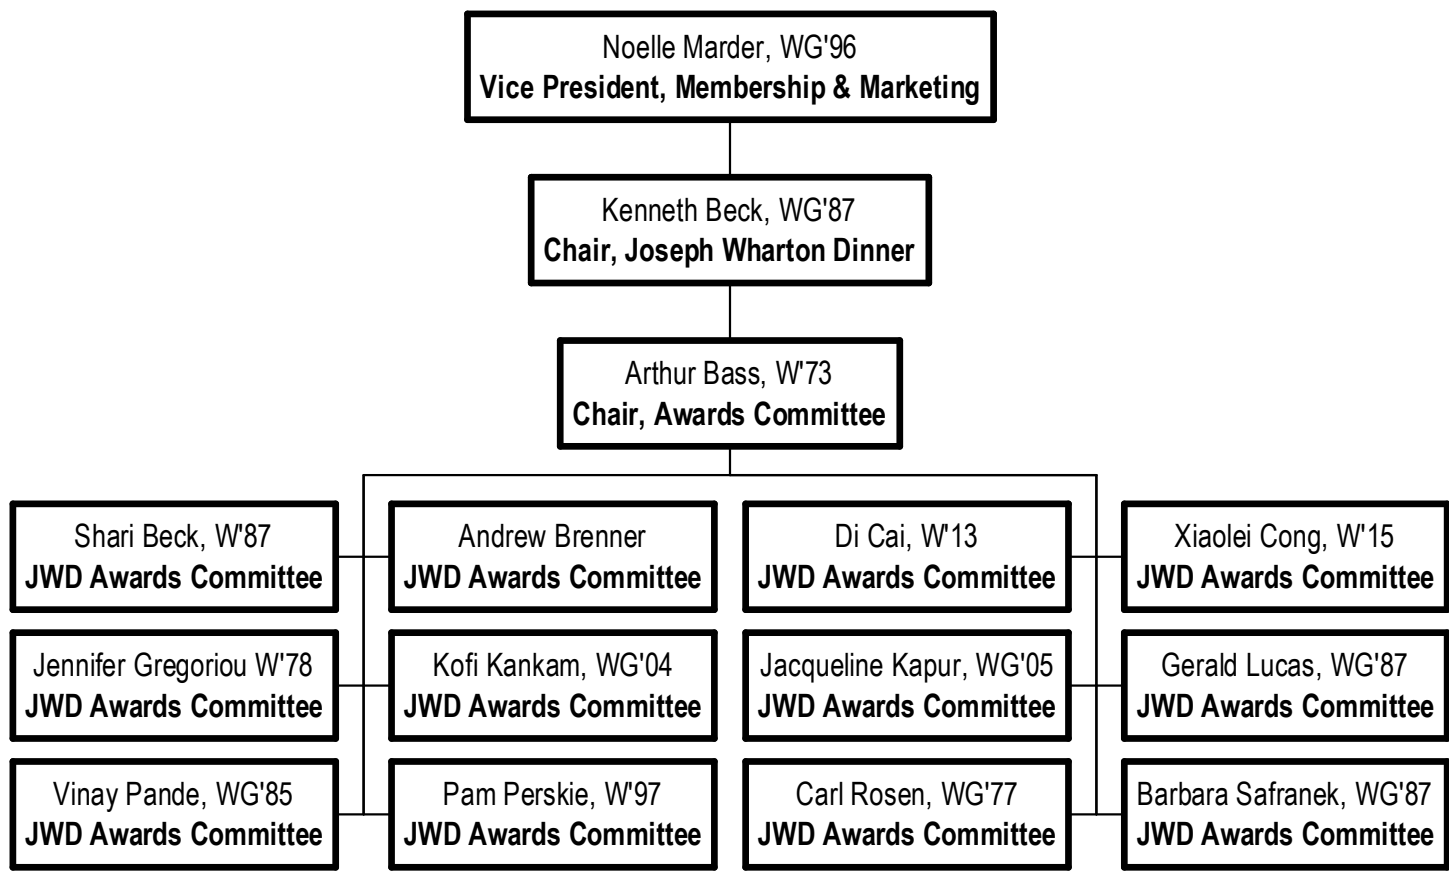 Noelle Marder, WG'96
Vice President, Membership & Marketing
Kenneth Beck, WG'87
Chair, Joseph Wharton Dinner
Arthur Bass, W'73
Chair, Awards Committee
Shari Beck, W'87
JWD Awards Committee
Andrew Brenner
JWD Awards Committee
Di Cai, W'13
JWD Awards Committee
Xiaolei Cong, W'15
JWD Awards Committee
Jennifer Gregoriou W'78
JWD Awards Committee
Kofi Kankam, WG'04
JWD Awards Committee
Jacqueline Kapur, WG'05
JWD Awards Committee
Gerald Lucas, WG'87
JWD Awards Committee
Vinay Pande, WG'85
JWD Awards Committee
Pam Perskie, W'97
JWD Awards Committee
Carl Rosen, WG'77
JWD Awards Committee
Barbara Safranek, WG'87
JWD Awards Committee